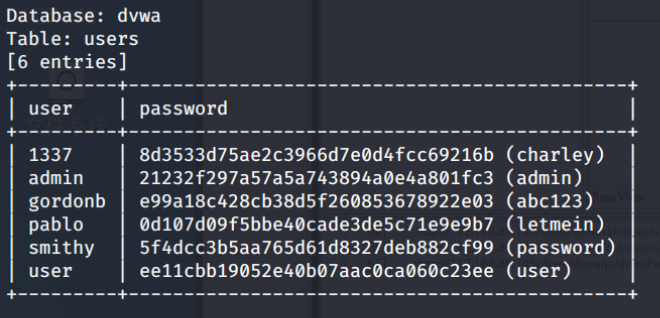 Database: dvwa
Table: users
[6 entries]
+---------+---------------------------------------------+
| user    | password                                    |
+---------+---------------------------------------------+
| 1337    | 8d3533d75ae2c3966d7e0d4fcc69216b (charley)  |
| admin   | 21232f297a57a5a743894a0e4a801fc3 (admin)    |
| gordonb | e99a18c428cb38d5f260853678922e03 (abc123)   |
| pablo   | 0d107d09f5bbe40cade3de5c71e9e9b7 (letmein)  |
| smithy  | 5f4dcc3b5aa765d61d8327deb882cf99 (password) |
| user    | ee11cbb19052e40b07aac0ca060c23ee (user)     |
+---------+---------------------------------------------+